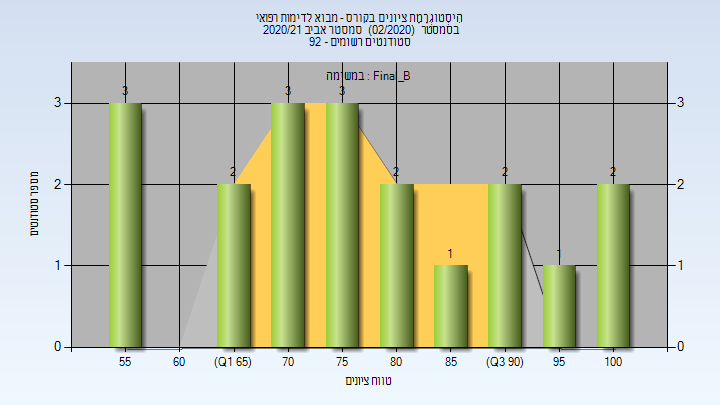 היסטוגרמת ציונים בקורס - מבוא לדימות רפואי
בסמסטר (02/2020) סמסטר אביב 2020/21
סטודנטים רשומים - 92
במשימה : Final_B
3 3 3
2 2 2 2
1 1
3
2
1
0
3
2
1
0
מספר סטודנטים
55 60 (Q1 65) 70 75 80 85 (Q3 90) 95 100
טווח ציונים